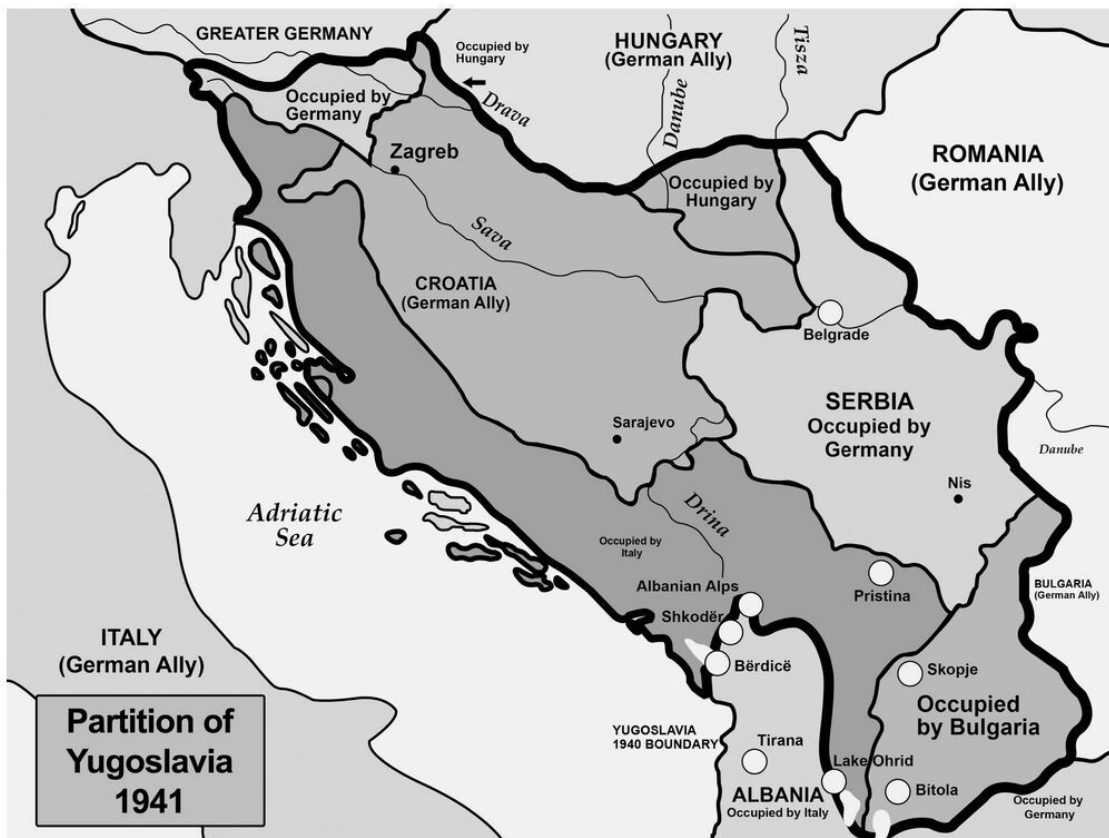 GREATER GERMANY
Occupied by
Hungary
HUNGARY
(German Ally)
Tisza
Occupied by
Germany
Drava
Danube
ROMANIA
(German Ally)
Zagreb
Occupied by
Hungary
Sava
CROATIA
(German Ally)
Belgrade
SERBIA
Occupied by
Germany
Sarajevo
Danube
Nis
Adriatic
Sea
Drina
Occupied by
Italy
Albanian Alps
Pristina
BULGARIA
(German Ally)
Shkodër
ITALY
(German Ally)
Bërdicë
Skopje
Occupied
by Bulgaria
Partition of
Yugoslavia
1941
YUGOSLAVIA
1940 BOUNDARY
Tirana
Lake Ohrid
ALBANIA
Occupied by Italy
Bitola
Occupied by
Germany